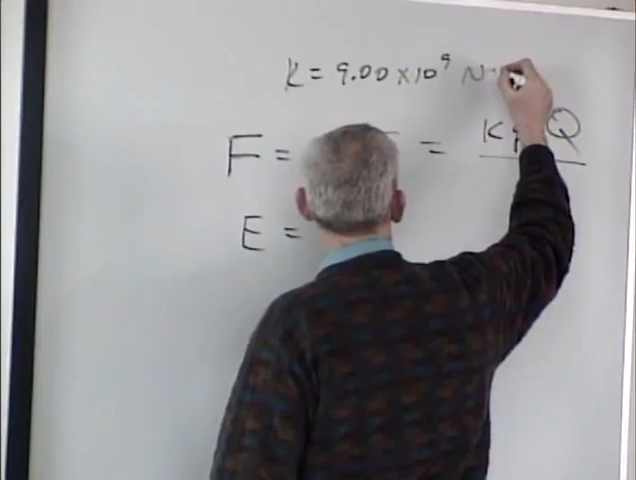 K = 9.00 × 10⁹ N
F = = K Q
E =